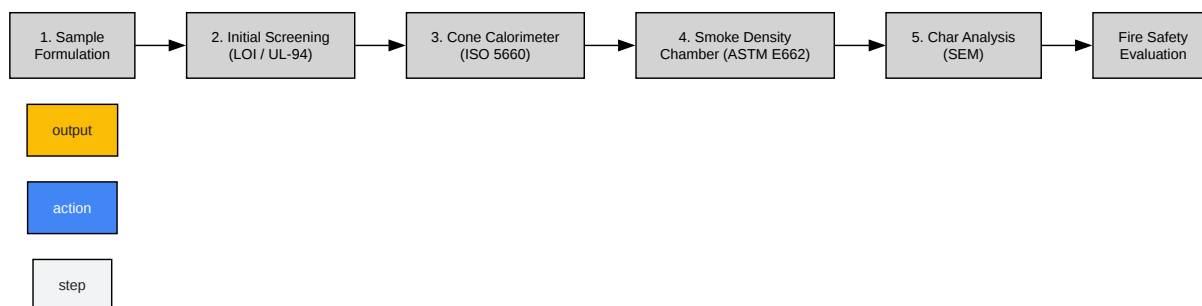 1. Sample
Formulation
2. Initial Screening
(LOI / UL-94)
3. Cone Calorimeter
(ISO 5660)
4. Smoke Density
Chamber (ASTM E662)
5. Char Analysis
(SEM)
Fire Safety
Evaluation
output
action
step